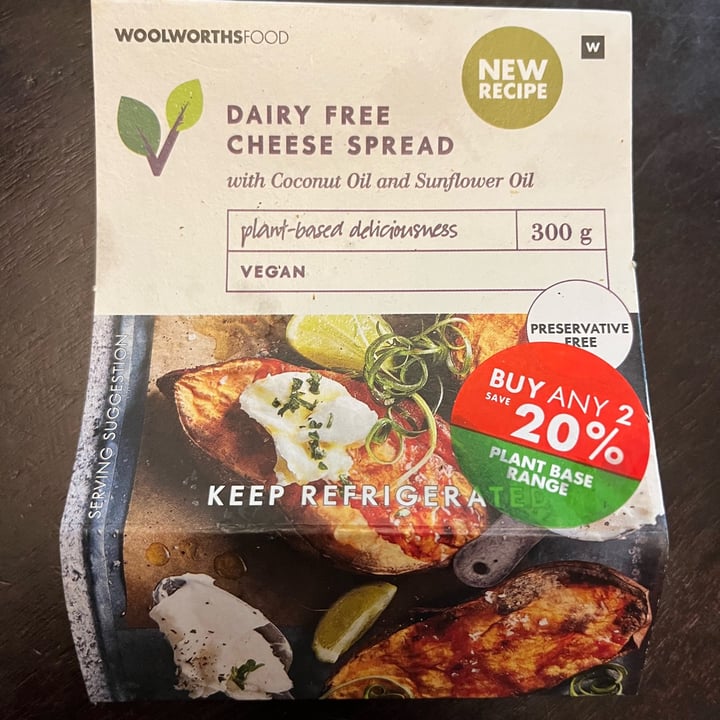 WOOLWORTHSFOOD
W
NEW
RECIPE
DAIRY FREE
CHEESE SPREAD
with Coconut Oil and Sunflower Oil
plant-based deliciousness
300 g
VEGAN
PRESERVATIVE
FREE
BUY ANY 2
SAVE 20%
PLANT BASE
RANGE
SERVING SUGGESTION
KEEP REFRIGERATED